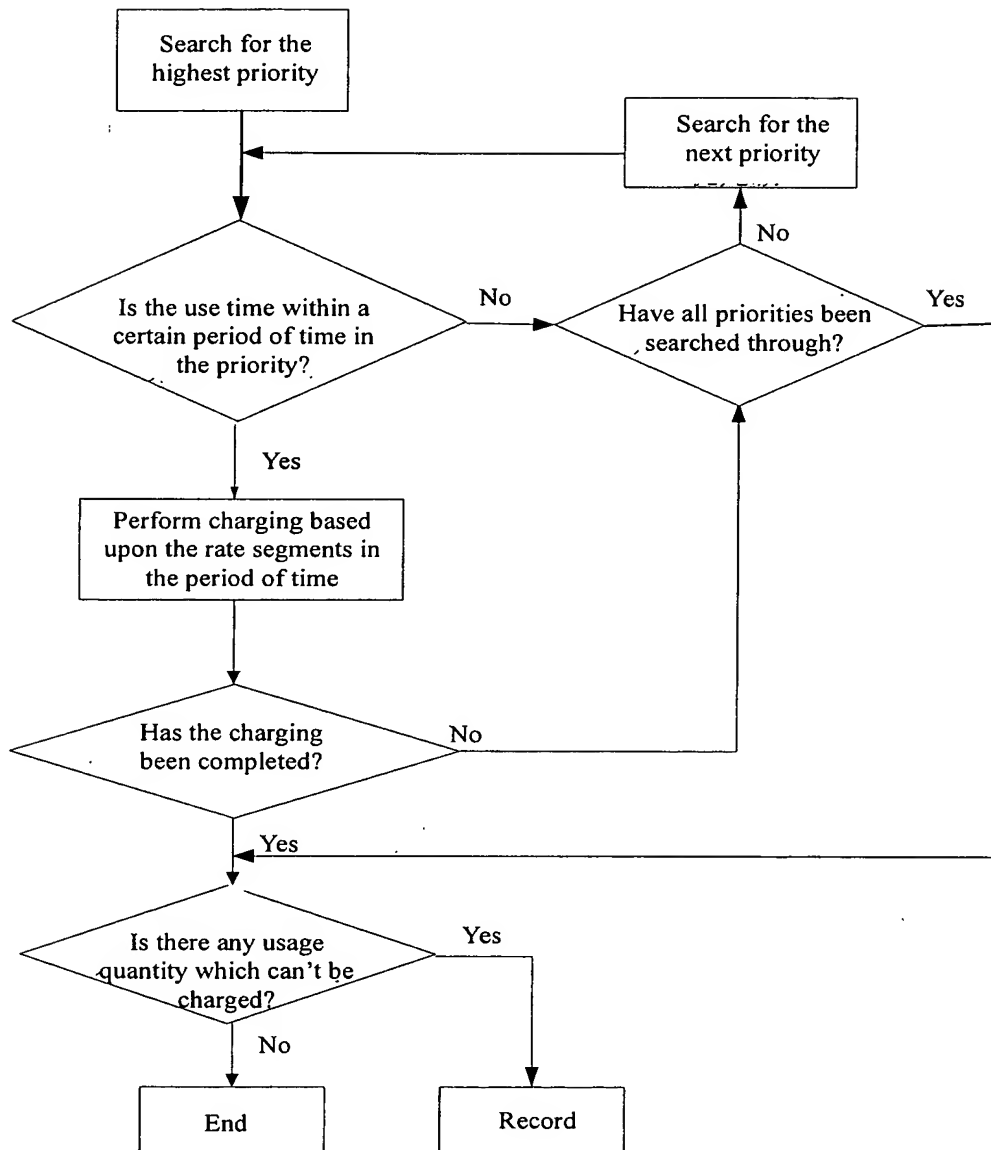 Search for the
highest priority
Search for the
next priority
No
Is the use time within a
certain period of time in
the priority?
No
Have all priorities been
searched through?
Yes
Yes
Perform charging based
upon the rate segments in
the period of time
Has the charging
been completed?
No
Yes
Is there any usage
quantity which can't be
charged?
Yes
No
End
Record